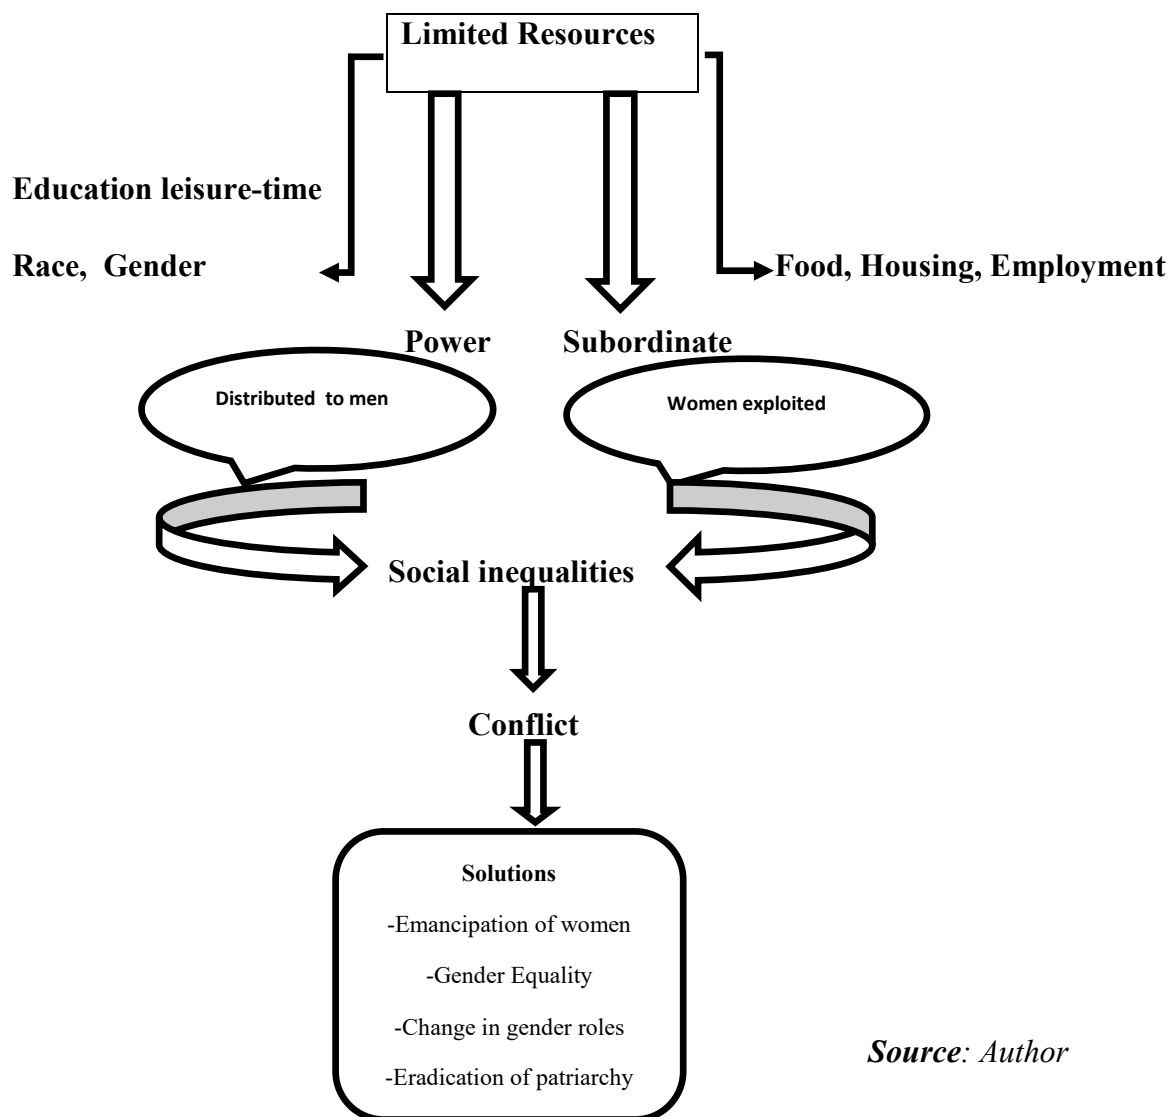 Limited Resources
Education leisure-time
Race,  Gender
Food, Housing, Employment
Power
Subordinate
Distributed  to men
Women exploited
Social inequalities
Conflict
Solutions
-Emancipation of women
-Gender Equality
-Change in gender roles
-Eradication of patriarchy
Source: Author